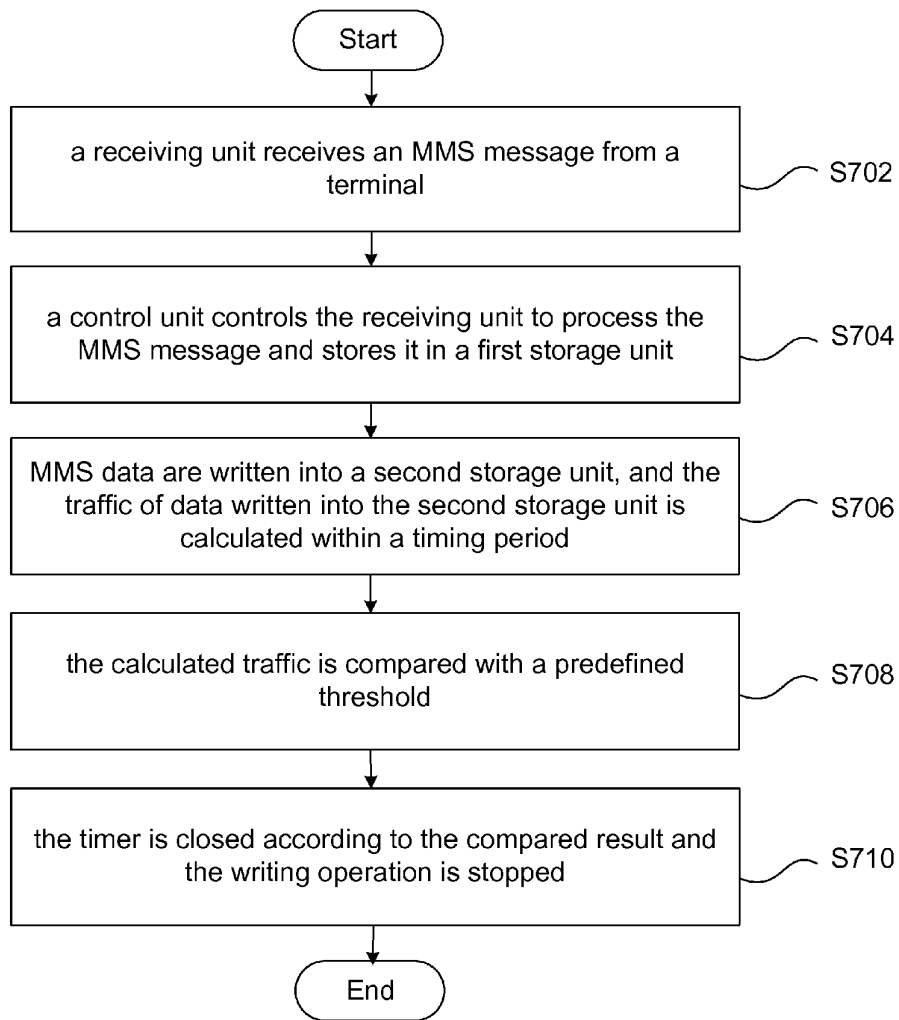 Start
a receiving unit receives an MMS message from a
terminal
S702
a control unit controls the receiving unit to process the
MMS message and stores it in a first storage unit
S704
MMS data are written into a second storage unit, and the
traffic of data written into the second storage unit is
calculated within a timing period
S706
the calculated traffic is compared with a predefined
threshold
S708
the timer is closed according to the compared result and
the writing operation is stopped
S710
End